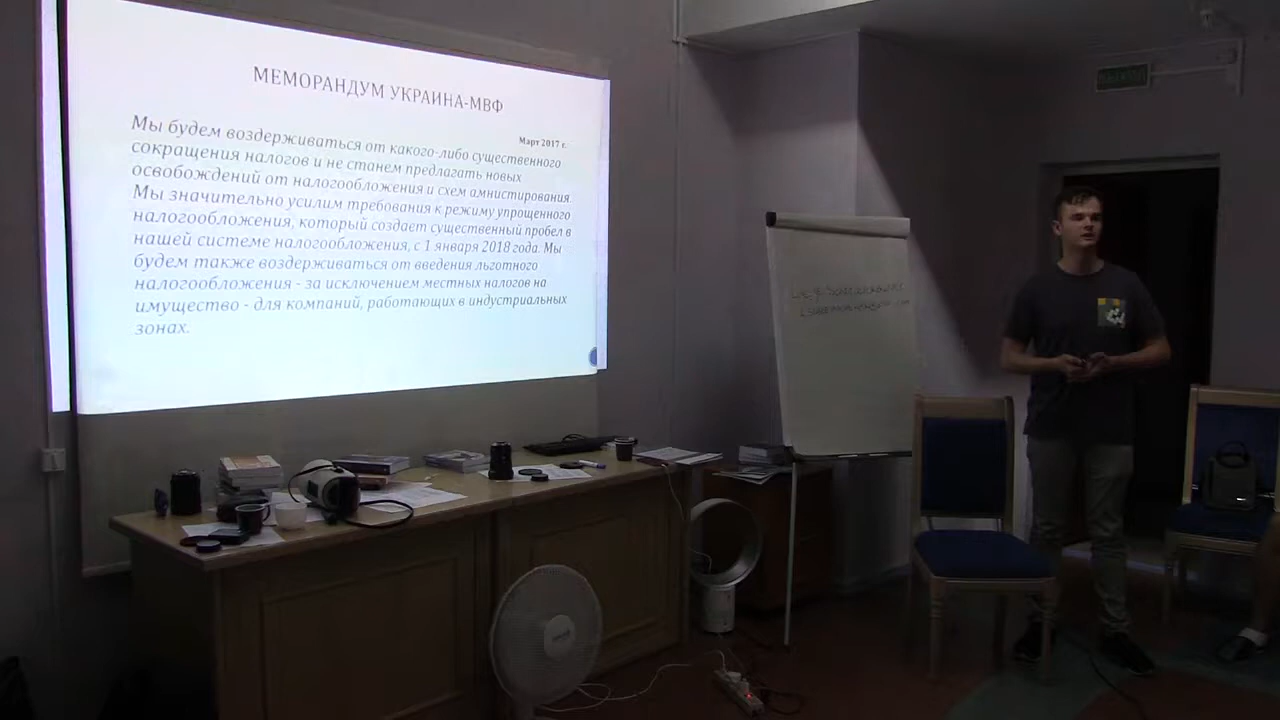 МЕМОРАНДУМ УКРАИНА-МВФ
Март 2017 г.
Мы будем воздерживаться от какого-либо существенного
сокращения налогов и не станем предлагать новых
освобождений от налогообложения и схем амнистирования.
Мы значительно усилим требования к режиму упрощенного
налогообложения, который создает существенный пробел в
нашей системе налогообложения, с 1 января 2018 года. Мы
будем также воздерживаться от введения льготного
налогообложения - за исключением местных налогов на
имущество - для компаний, работающих в индустриальных
зонах.